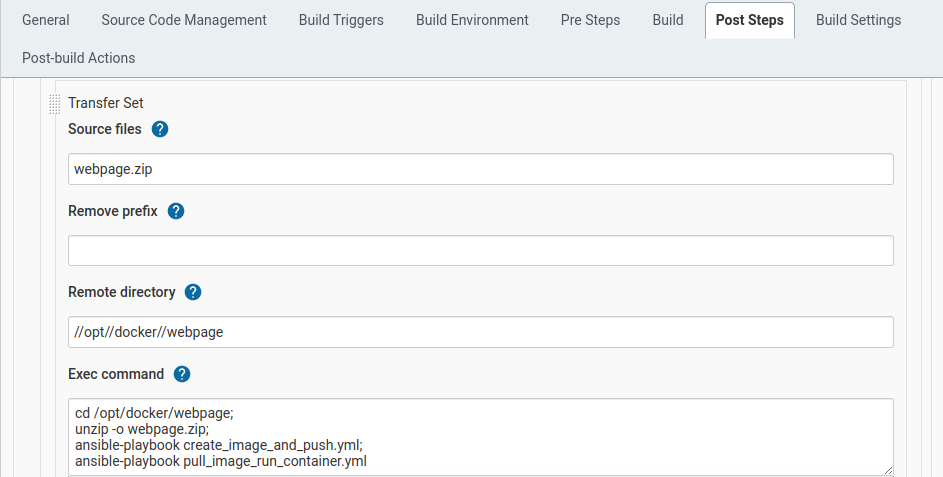 General Source Code Management Build Triggers Build Environment Pre Steps Build Post Steps Build Settings
Post-build Actions
Transfer Set
Source files ?
webpage.zip
Remove prefix ?
Remote directory ?
//opt//docker//webpage
Exec command ?
cd /opt/docker/webpage;
unzip -o webpage.zip;
ansible-playbook create_image_and_push.yml;
ansible-playbook pull_image_run_container.yml